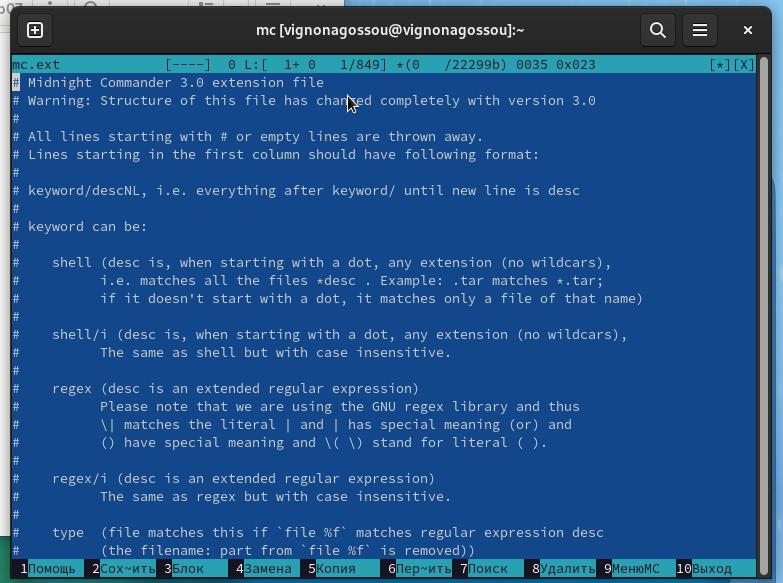 mc [vignonagossou@vignonagossou]:~
mc.ext [----] 0 L:[ 1+ 0 1/849] *(0 /22299b) 0035 0x023 [*][X]
# Midnight Commander 3.0 extension file
# Warning: Structure of this file has changed completely with version 3.0
#
# All lines starting with # or empty lines are thrown away.
# Lines starting in the first column should have following format:
#
# keyword/descNL, i.e. everything after keyword/ until new line is desc
#
# keyword can be:
#
#    shell (desc is, when starting with a dot, any extension (no wildcars),
#          i.e. matches all the files *desc . Example: .tar matches *.tar;
#          if it doesn't start with a dot, it matches only a file of that name)
#
#    shell/i (desc is, when starting with a dot, any extension (no wildcars),
#          The same as shell but with case insensitive.
#
#    regex (desc is an extended regular expression)
#          Please note that we are using the GNU regex library and thus
#          \| matches the literal | and | has special meaning (or) and
#          () have special meaning and \( \) stand for literal ( ).
#
#    regex/i (desc is an extended regular expression)
#          The same as regex but with case insensitive.
#
#    type  (file matches this if `file %f` matches regular expression desc
#          (the filename: part from `file %f` is removed))
1Помощь 2Сох~ить 3Блок 4Замена 5Копия 6Пер~ить 7Поиск 8Удалить 9МенюMC 10Выход